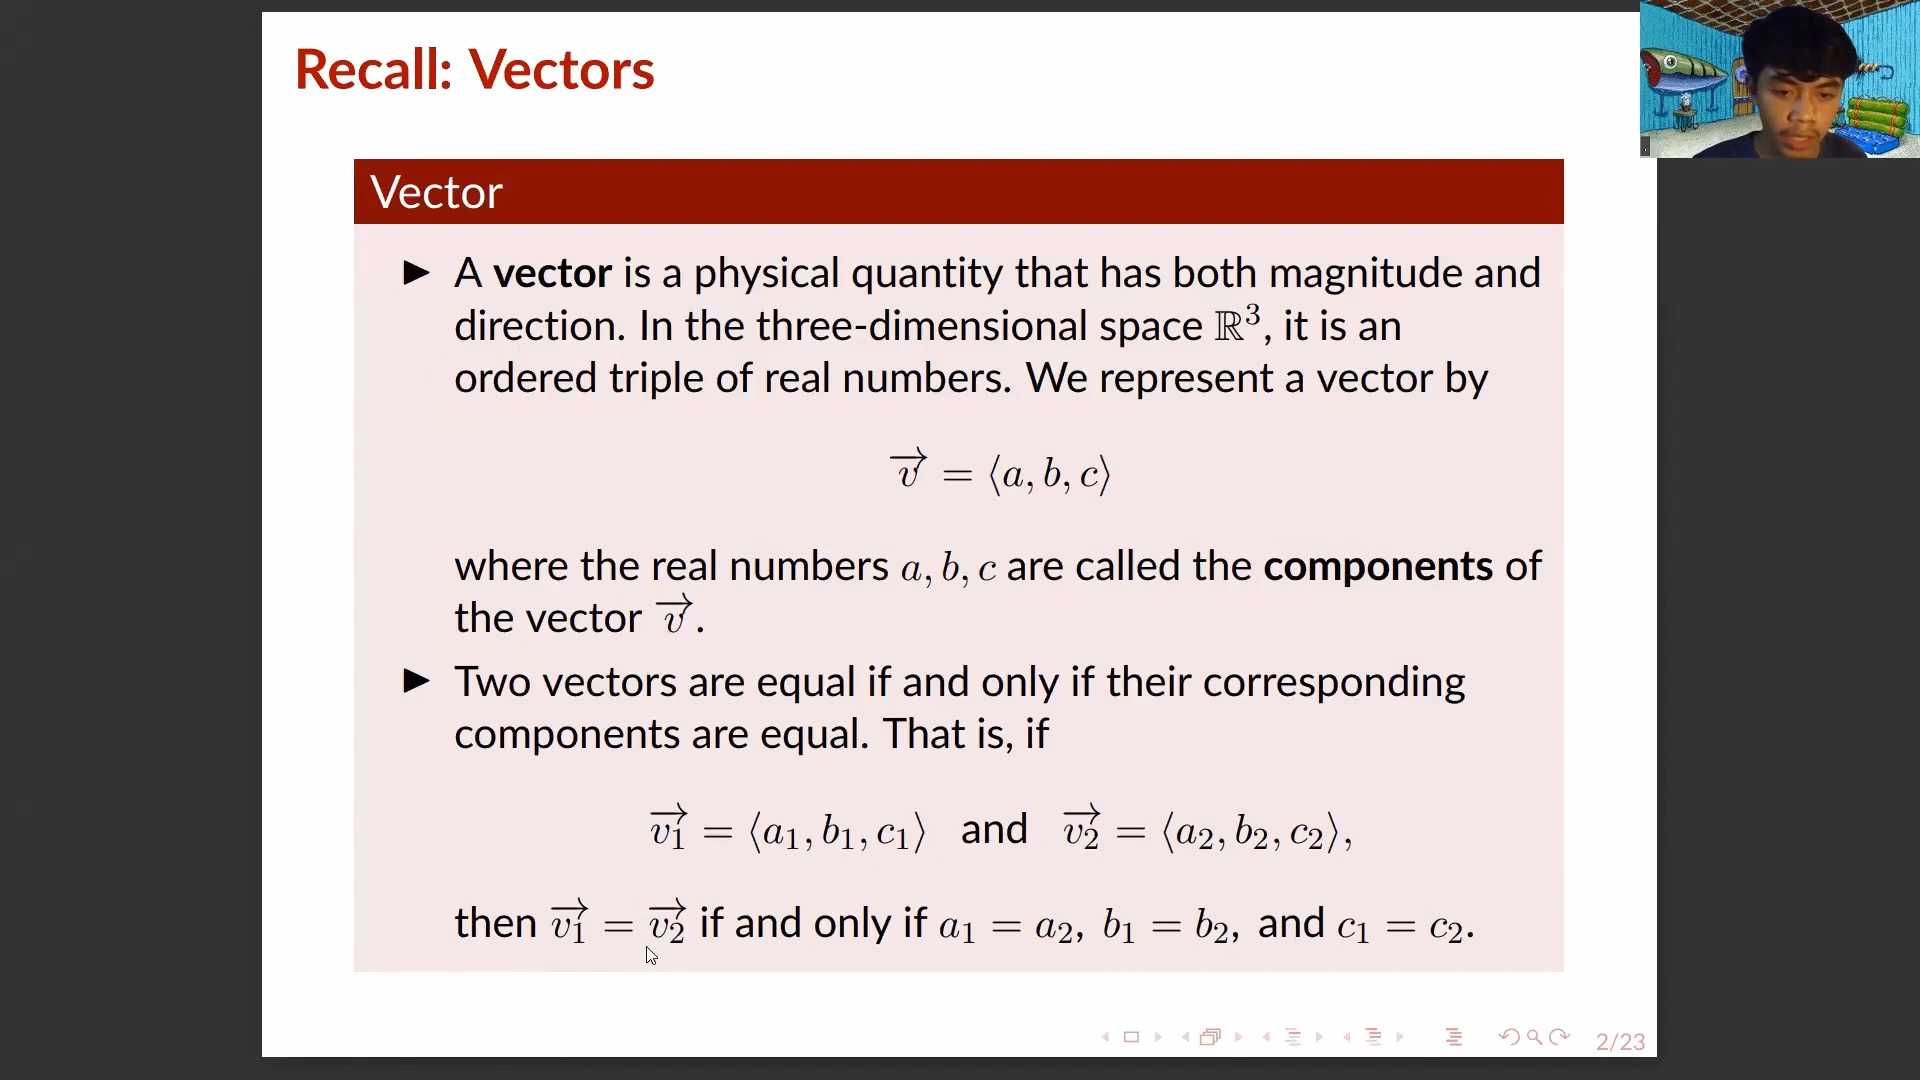 Recall: Vectors
Vector
▶ A vector is a physical quantity that has both magnitude and
direction. In the three-dimensional space ℝ³, it is an
ordered triple of real numbers. We represent a vector by
v⃗ = ⟨a, b, c⟩
where the real numbers a, b, c are called the components of
the vector v⃗.
▶ Two vectors are equal if and only if their corresponding
components are equal. That is, if
v₁⃗ = ⟨a₁, b₁, c₁⟩ and v₂⃗ = ⟨a₂, b₂, c₂⟩,
then v₁⃗ = v₂⃗ if and only if a₁ = a₂, b₁ = b₂, and c₁ = c₂.
2/23